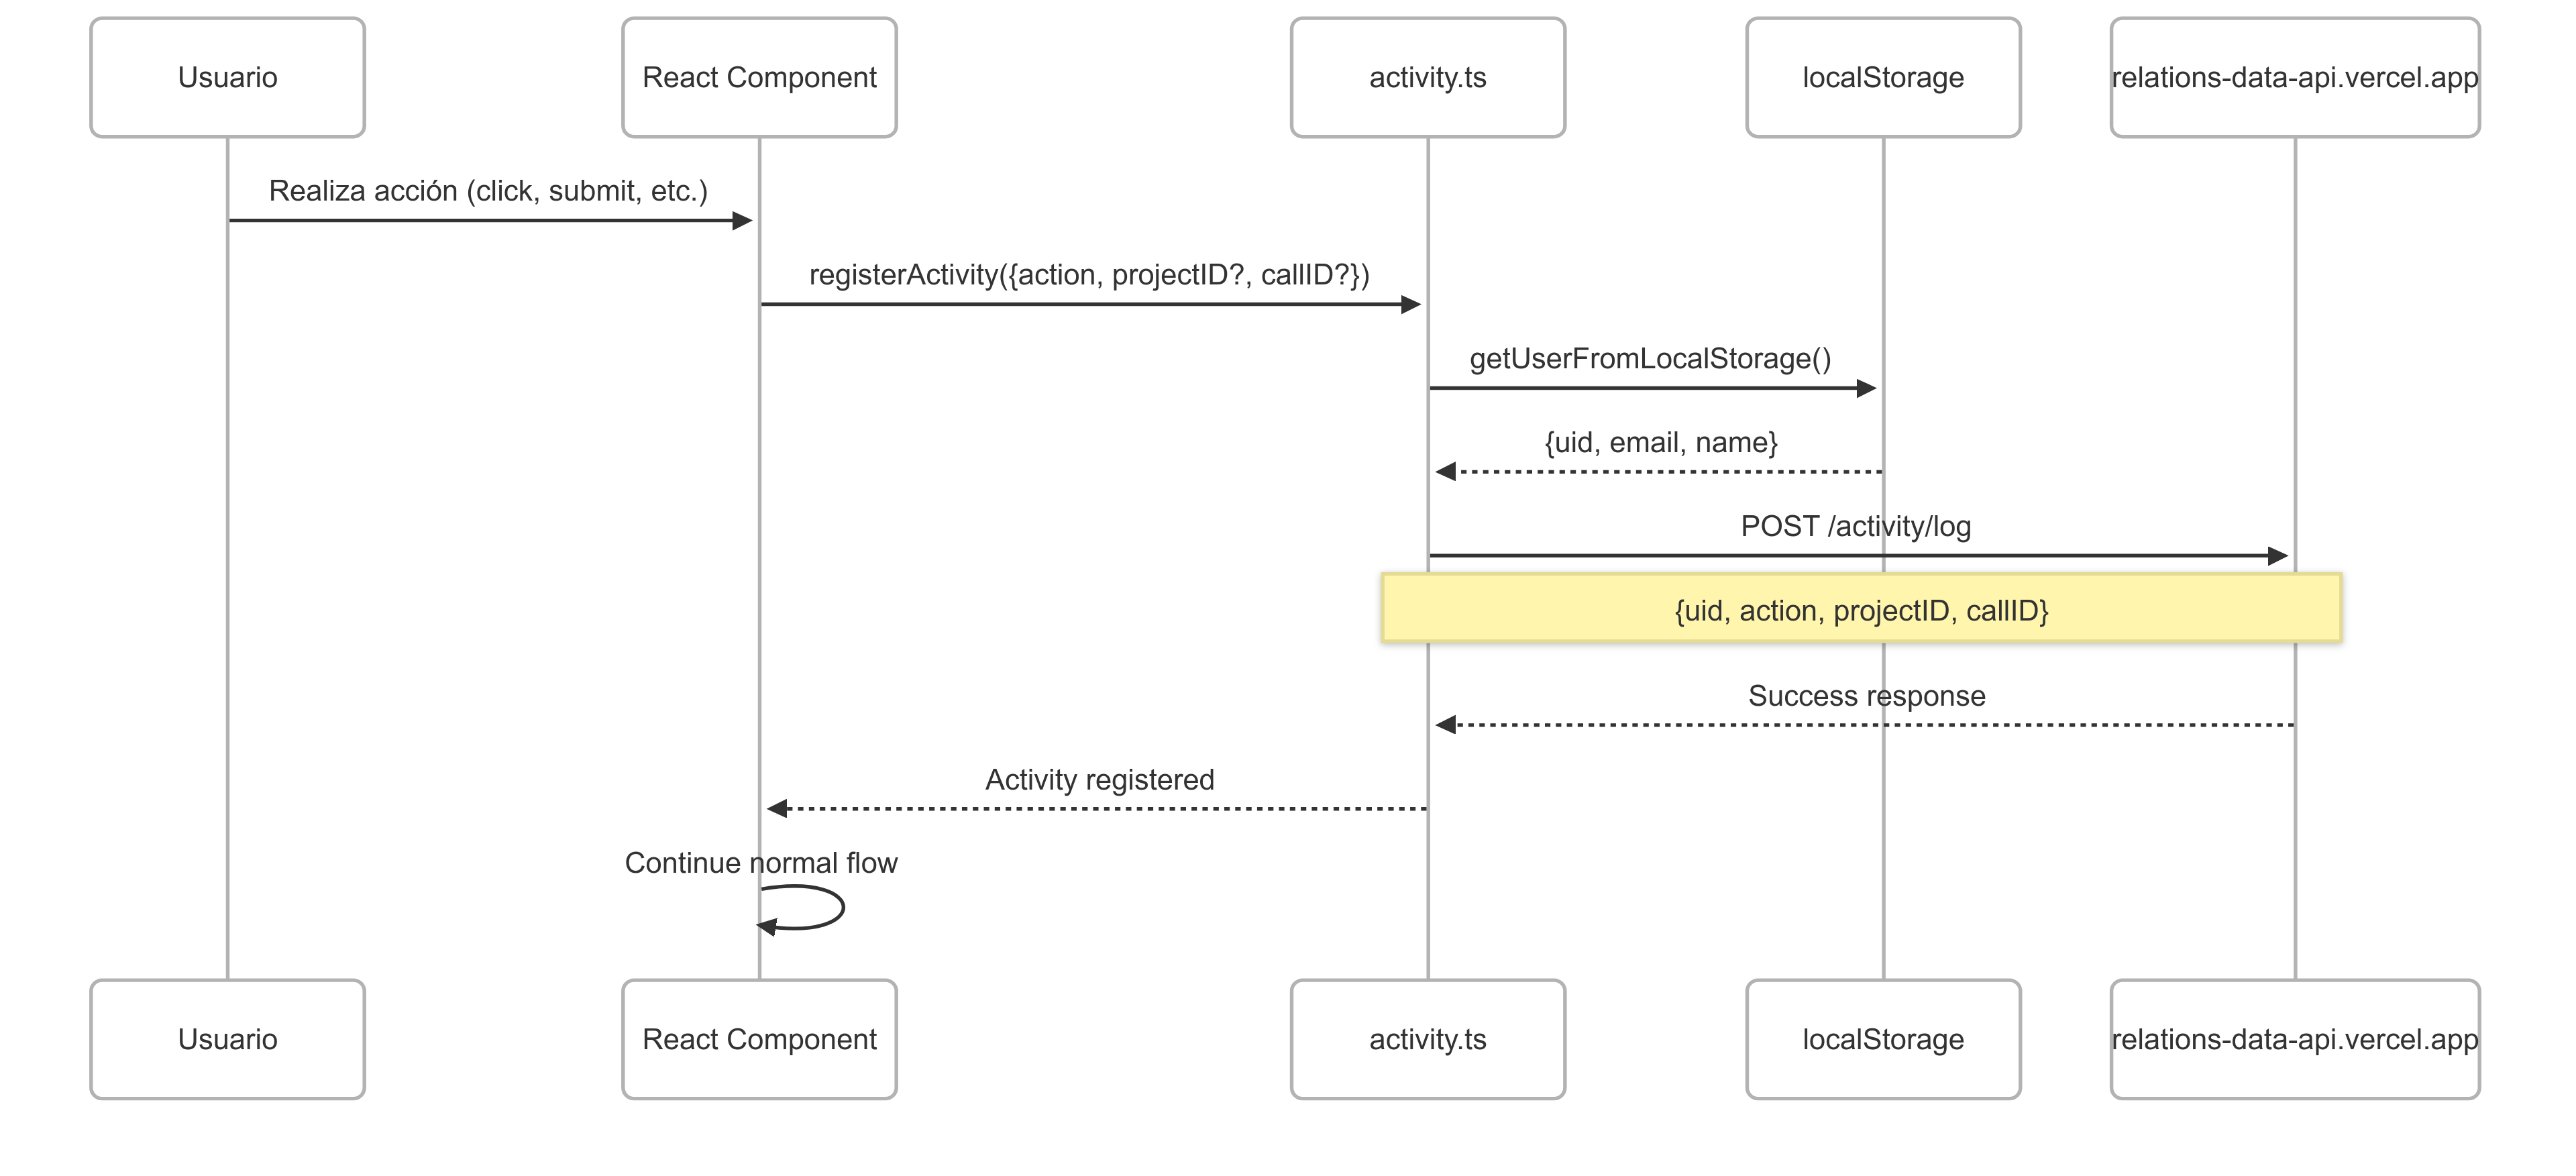 Usuario
React Component
activity.ts
localStorage
relations-data-api.vercel.app
Realiza acción (click, submit, etc.)
registerActivity({action, projectID?, callID?})
getUserFromLocalStorage()
{uid, email, name}
POST /activity/log
{uid, action, projectID, callID}
Success response
Activity registered
Continue normal flow
Usuario
React Component
activity.ts
localStorage
relations-data-api.vercel.app